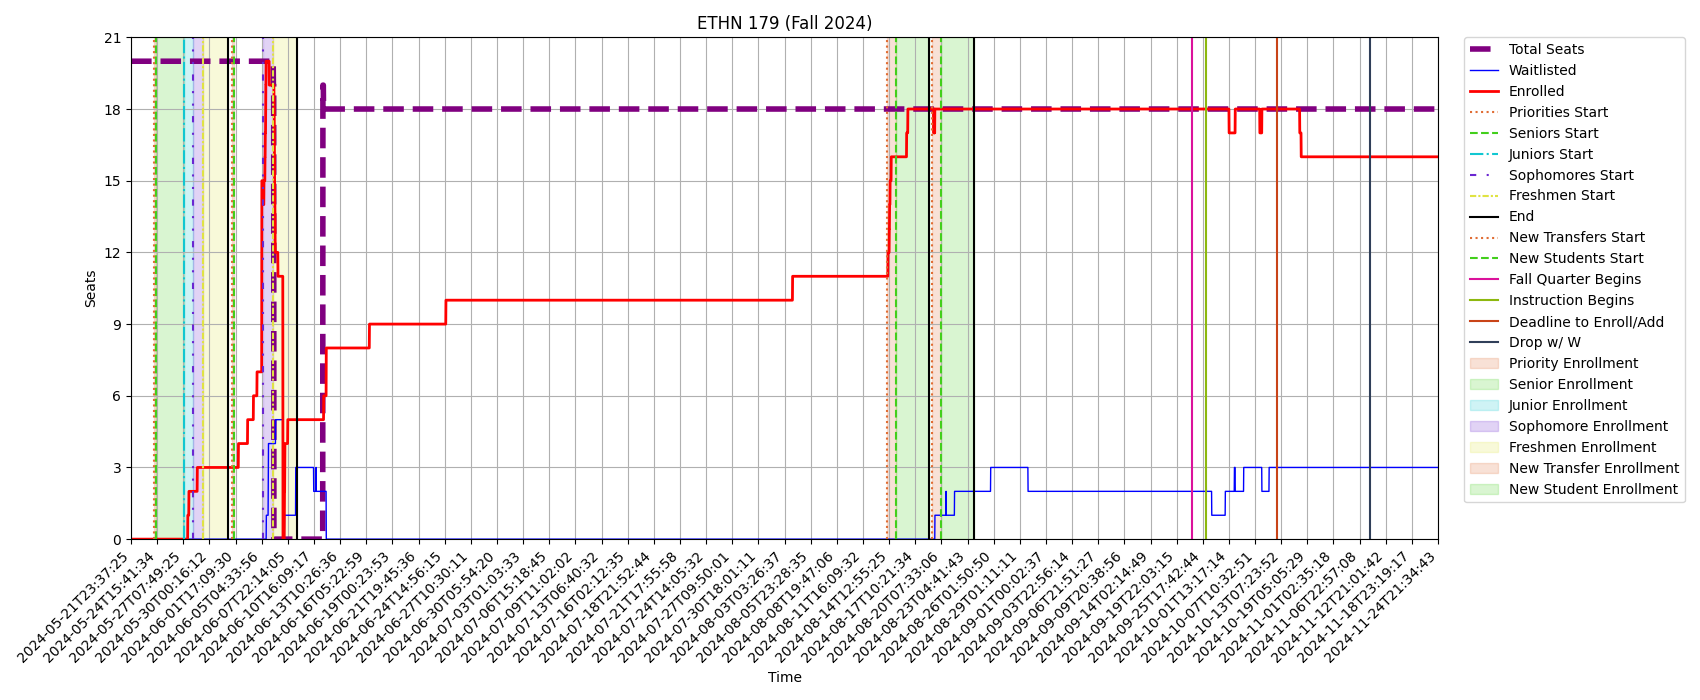 ETHN 179 (Fall 2024)
Seats
21
18
15
12
9
6
3
0
2024-05-21T23:37:25
2024-05-24T15:41:34
2024-05-27T07:49:25
2024-05-30T00:16:12
2024-06-01T17:09:30
2024-06-05T04:33:56
2024-06-07T22:14:05
2024-06-10T16:09:17
2024-06-13T10:26:36
2024-06-16T05:22:59
2024-06-19T00:23:53
2024-06-21T19:45:36
2024-06-24T14:56:15
2024-06-27T10:30:11
2024-06-30T05:54:20
2024-07-03T01:03:33
2024-07-06T15:18:45
2024-07-09T11:02:02
2024-07-13T06:40:32
2024-07-16T02:12:35
2024-07-18T21:52:44
2024-07-21T17:55:58
2024-07-24T14:05:32
2024-07-27T09:50:01
2024-07-30T18:01:11
2024-08-03T03:26:37
2024-08-05T23:28:35
2024-08-08T19:47:06
2024-08-11T16:09:32
2024-08-14T12:55:25
2024-08-17T10:21:34
2024-08-20T07:33:06
2024-08-23T04:41:43
2024-08-26T01:50:50
2024-08-29T01:11:11
2024-09-01T00:02:37
2024-09-03T22:56:14
2024-09-06T21:51:27
2024-09-09T20:38:56
2024-09-14T02:14:49
2024-09-19T22:03:15
2024-09-25T17:42:44
2024-10-01T13:17:14
2024-10-07T10:32:51
2024-10-13T07:23:52
2024-10-19T05:05:29
2024-11-01T02:35:18
2024-11-06T22:57:08
2024-11-12T21:01:42
2024-11-18T23:19:17
2024-11-24T21:34:43
Time
Total Seats
Waitlisted
Enrolled
Priorities Start
Seniors Start
Juniors Start
Sophomores Start
Freshmen Start
End
New Transfers Start
New Students Start
Fall Quarter Begins
Instruction Begins
Deadline to Enroll/Add
Drop w/ W
Priority Enrollment
Senior Enrollment
Junior Enrollment
Sophomore Enrollment
Freshmen Enrollment
New Transfer Enrollment
New Student Enrollment